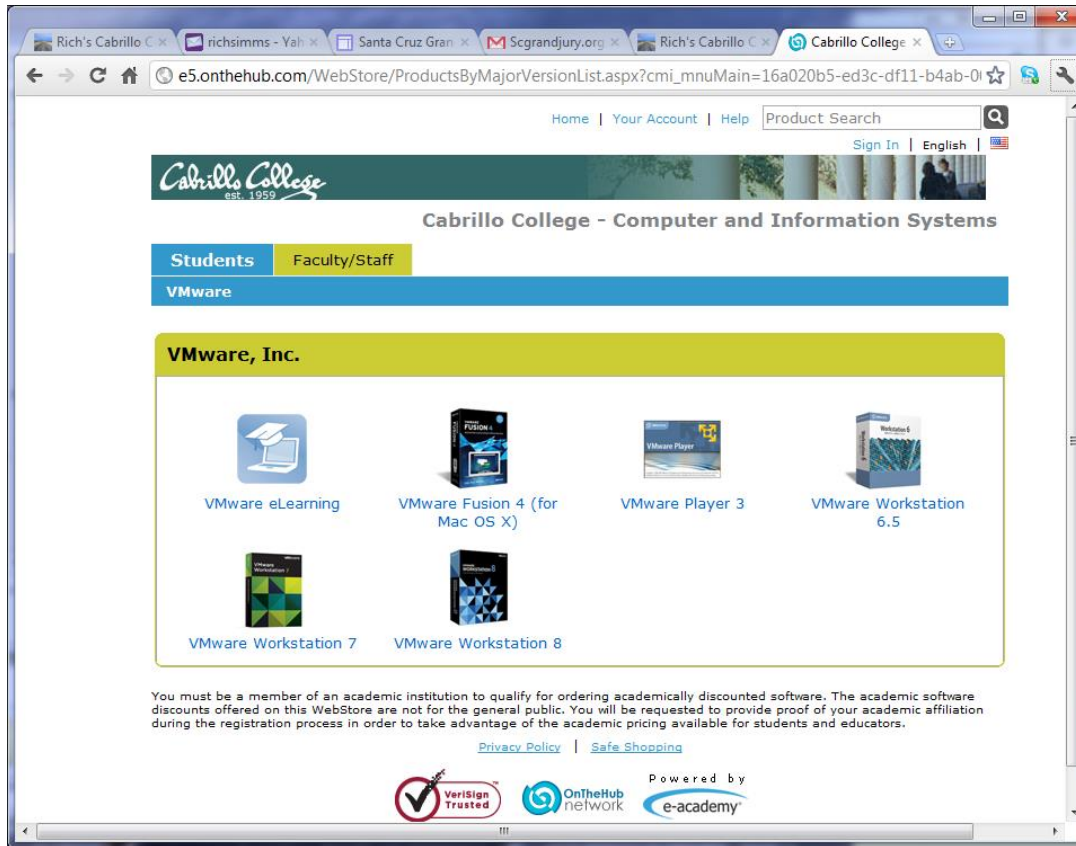 Rich's Cabrillo C
richsimms - Yah
Santa Cruz Gran
Scgrandjury.org
Rich's Cabrillo C
Cabrillo College
e5.onthehub.com/WebStore/ProductsByMajorVersionList.aspx?cmi_mnuMain=16a020b5-ed3c-df11-b4ab-0
Home | Your Account | Help Product Search
Sign In | English |
Cabrillo College
est. 1959
Cabrillo College - Computer and Information Systems
Students Faculty/Staff
VMware
VMware, Inc.
FUSION 4
VMware Player
Workstation 6
VMware eLearning
VMware Fusion 4 (for
Mac OS X)
VMware Player 3
VMware Workstation
6.5
VMware Workstation 7
VMware Workstation 8
You must be a member of an academic institution to qualify for ordering academically discounted software. The academic software
discounts offered on this WebStore are not for the general public. You will be requested to provide proof of your academic affiliation
during the registration process in order to take advantage of the academic pricing available for students and educators.
Privacy Policy | Safe Shopping
VeriSign
Trusted
OnTheHub
network
Powered by
e-academy